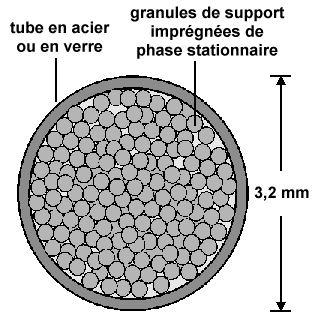 tube en acier
ou en verre
granules de support
imprégnées de
phase stationnaire
3,2 mm